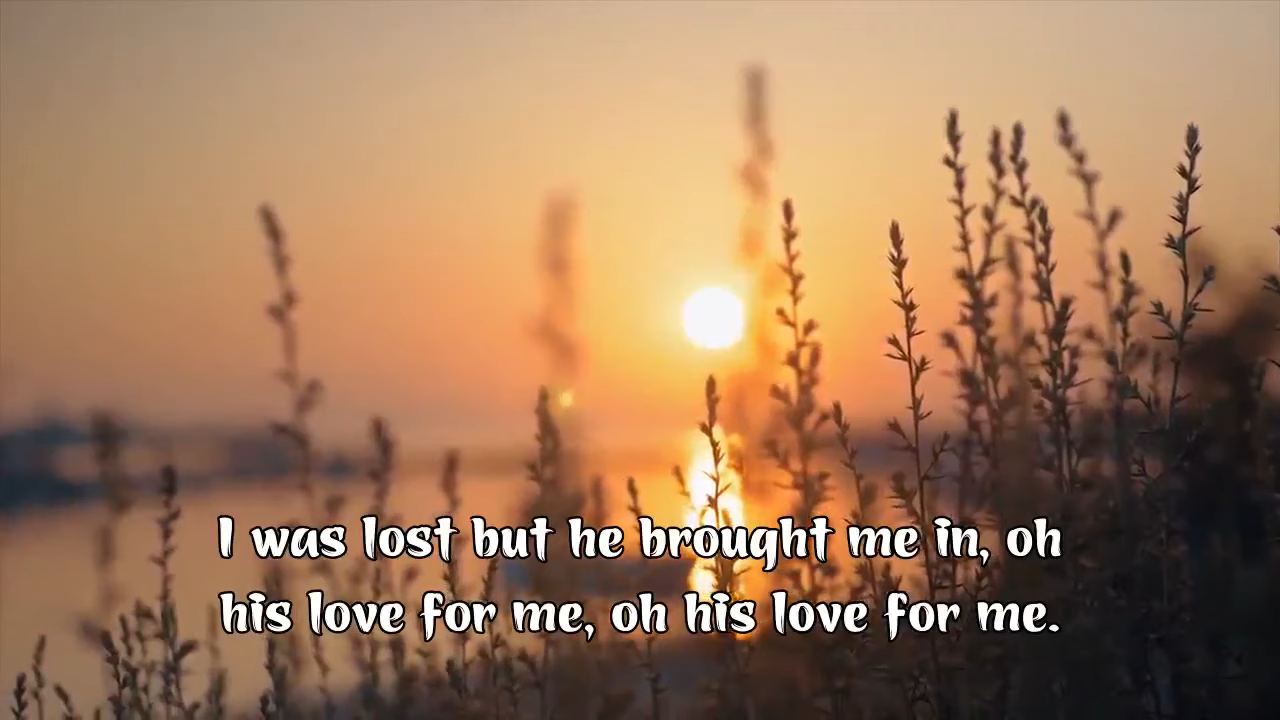 I was lost but he brought me in, oh
his love for me, oh his love for me.